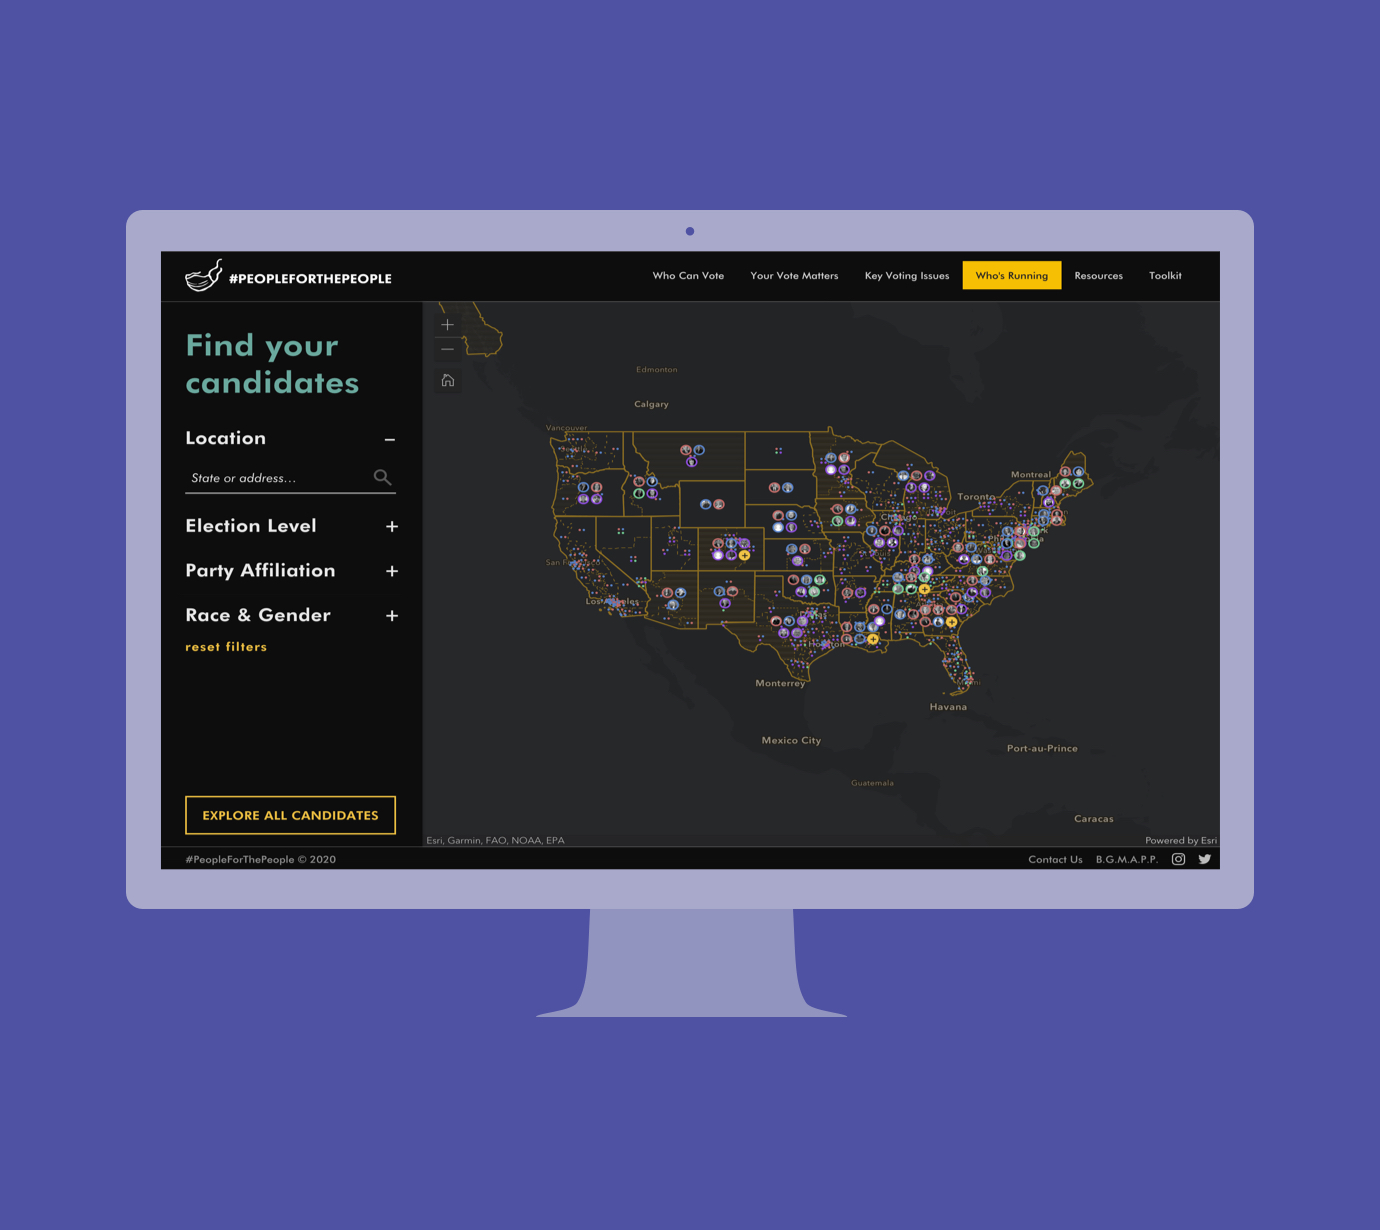 #PEOPLEFORTHEPEOPLE
Who Can Vote
Your Vote Matters
Key Voting Issues
Who's Running
Resources
Toolkit
Find your
candidates
Location
State or address...
Election Level
Party Affiliation
Race & Gender
reset filters
EXPLORE ALL CANDIDATES
Edmonton
Calgary
Vancouver
Seattle
Montreal
Toronto
Chicago
Los Angeles
Houston
Miami
Monterrey
Havana
Mexico City
Port-au-Prince
Guatemala
Caracas
Esri, Garmin, FAO, NOAA, EPA
Powered by Esri
#PeopleForThePeople © 2020
Contact Us
B.G.M.A.P.P.